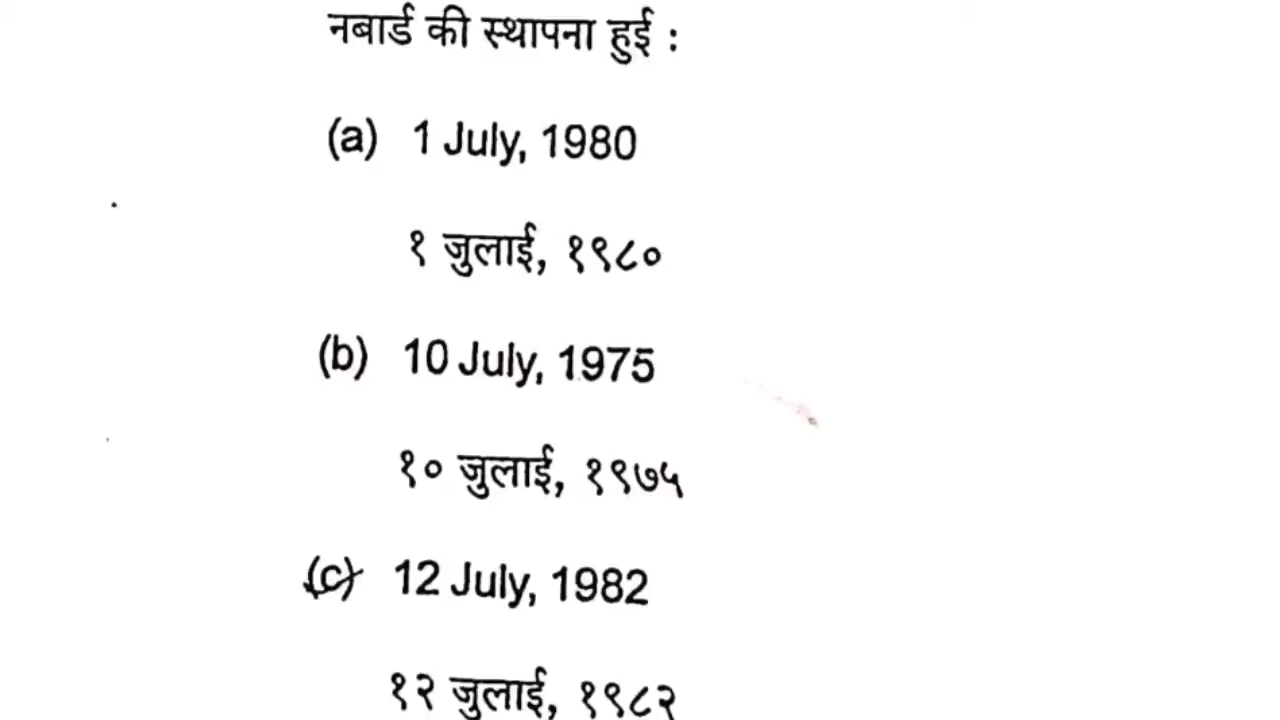 नबार्ड की स्थापना हुई :
(a) 1 July, 1980
१ जुलाई, १९८०
(b) 10 July, 1975
१० जुलाई, १९७५
(c) 12 July, 1982
१२ जुलाई, १९८२